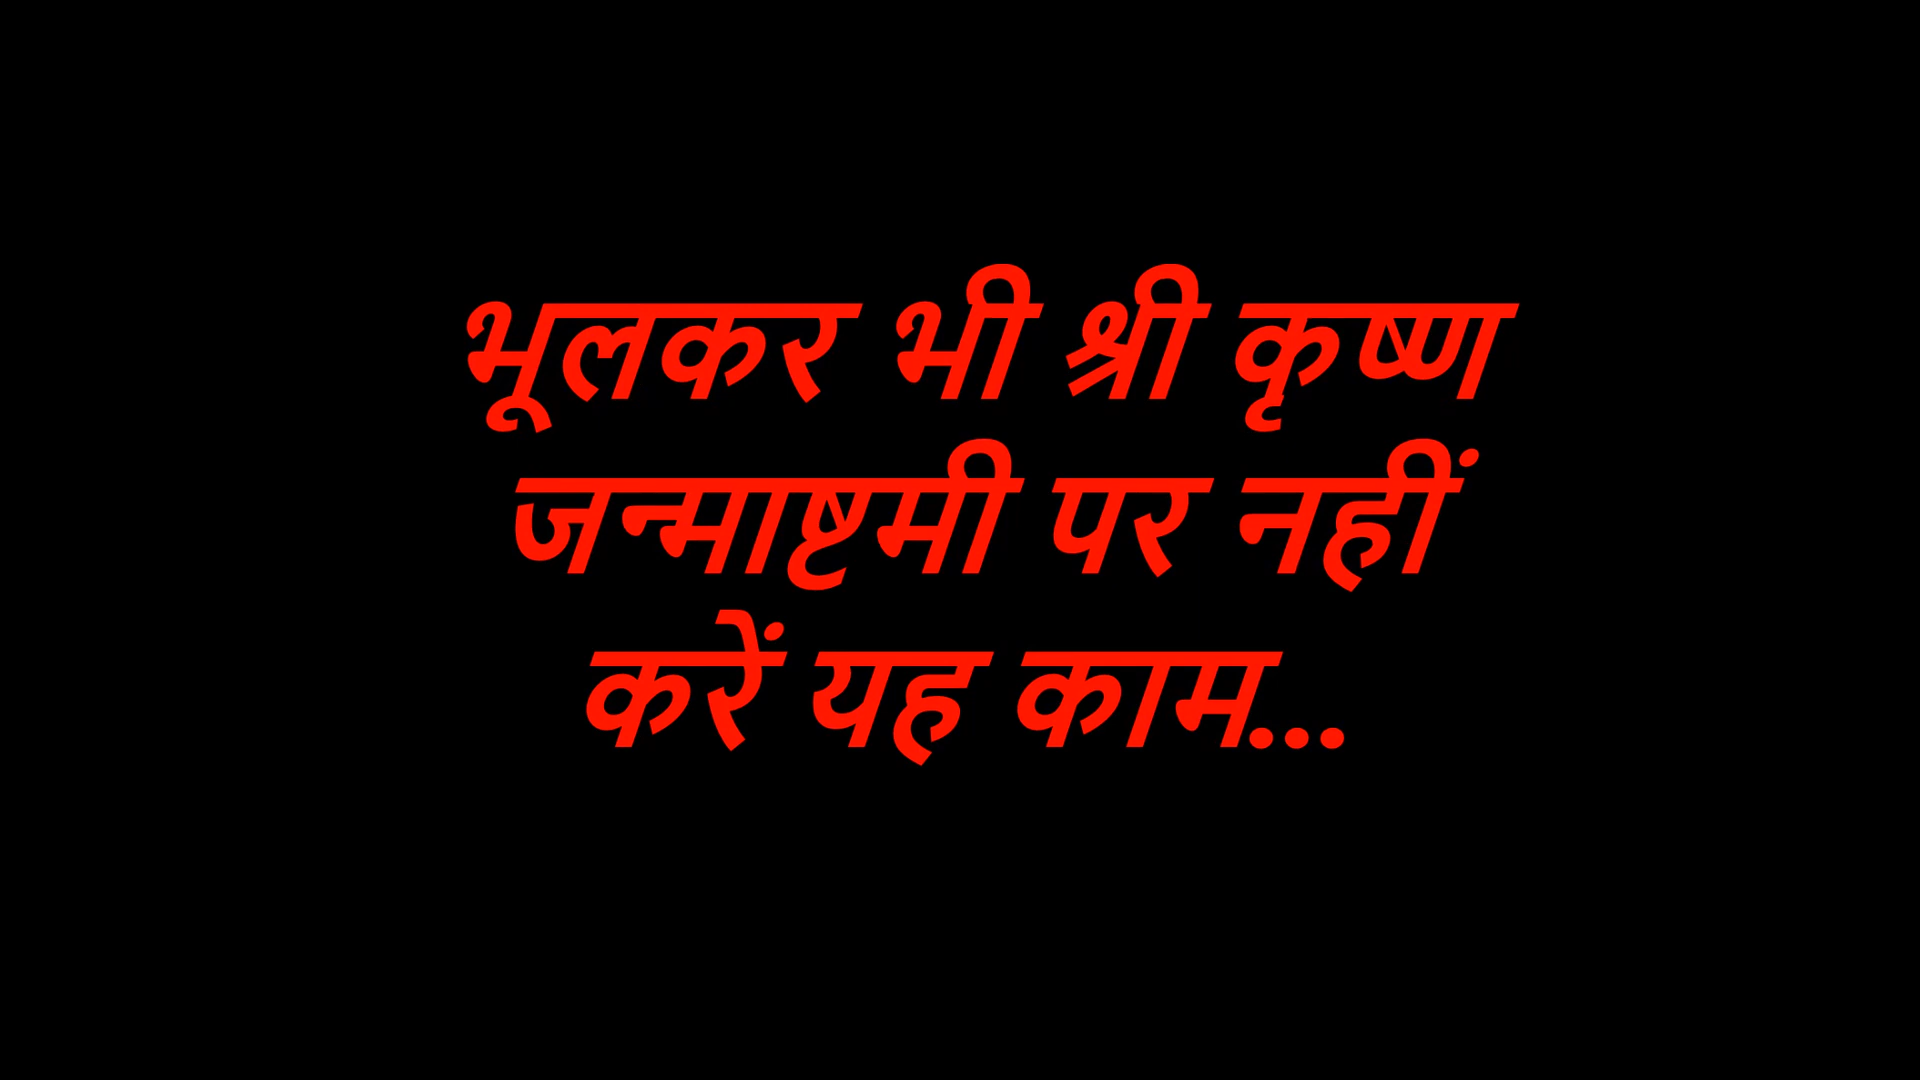 भूलकर भी श्री कृष्ण
जन्माष्टमी पर नहीं
करें यह काम...